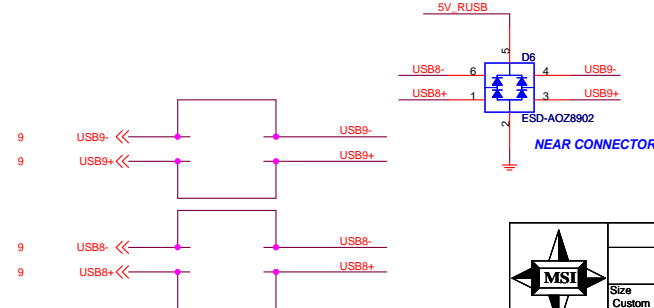 5V_RUSB
5
D6
USB8- 6 4 USB9-
USB8+ 1 3 USB9+
2
ESD-AOZ8902
NEAR CONNECTOR
9 USB9- USB9-
9 USB9+ USB9+
9 USB8- USB8-
9 USB8+ USB8+
MSI
Size
Custom